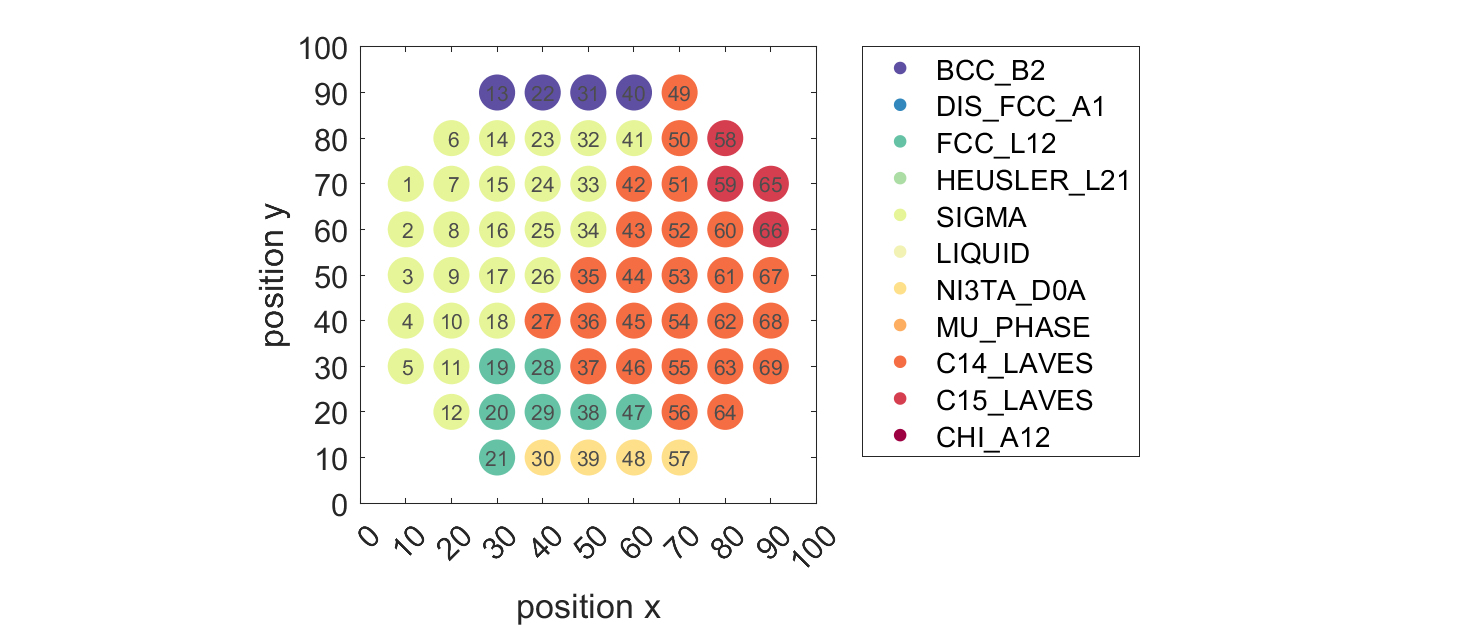 100
90 13 22 31 40 49
80 6 14 23 32 41 50 58
70 1 7 15 24 33 42 51 59 65
60 2 8 16 25 34 43 52 60 66
50 3 9 17 26 35 44 53 61 67
40 4 10 18 27 36 45 54 62 68
30 5 11 19 28 37 46 55 63 69
20 12 20 29 38 47 56 64
10 21 30 39 48 57
0
position y
0 10 20 30 40 50 60 70 80 90 100
position x
BCC_B2
DIS_FCC_A1
FCC_L12
HEUSLER_L21
SIGMA
LIQUID
NI3TA_D0A
MU_PHASE
C14_LAVES
C15_LAVES
CHI_A12